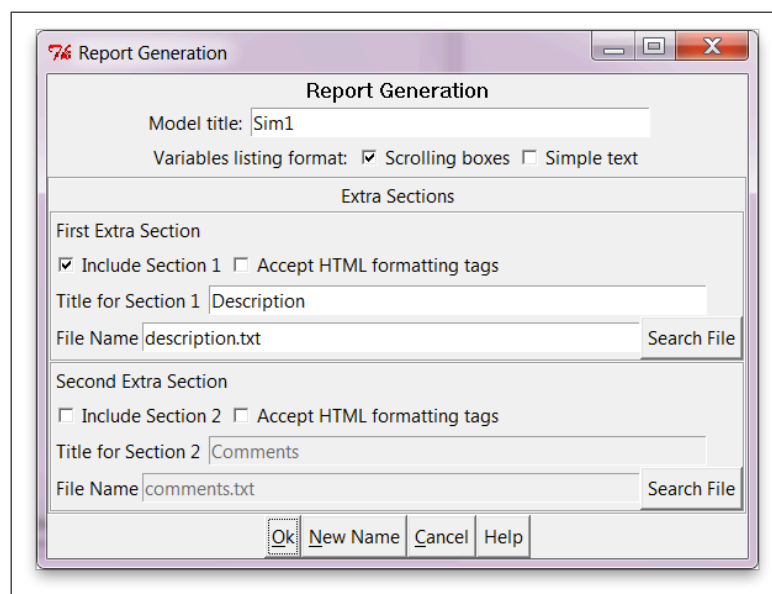 Report Generation
Report Generation
Model title: Sim1
Variables listing format: Scrolling boxes Simple text
Extra Sections
First Extra Section
Include Section 1 Accept HTML formatting tags
Title for Section 1 Description
File Name description.txt Search File
Second Extra Section
Include Section 2 Accept HTML formatting tags
Title for Section 2 Comments
File Name comments.txt Search File
Ok New Name Cancel Help